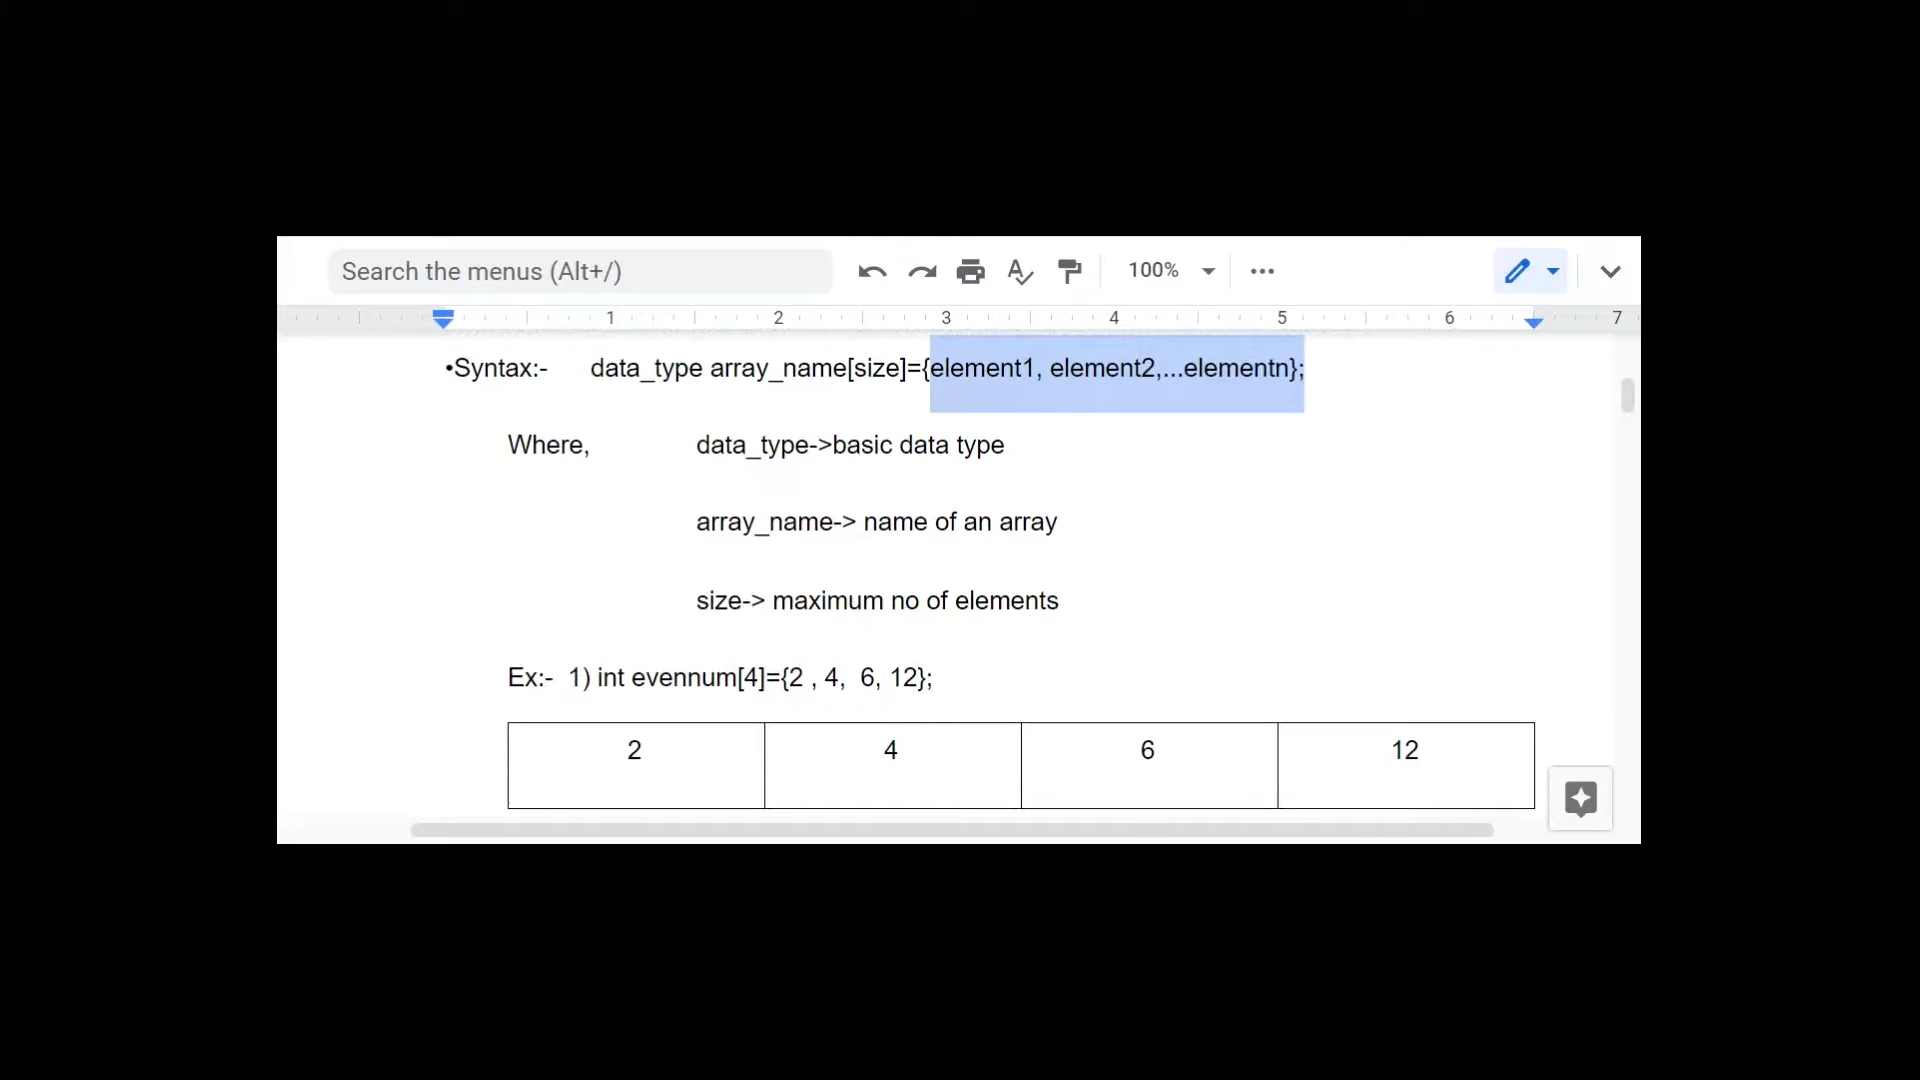 Search the menus (Alt+/) 100%
1 2 3 4 5 6 7
•Syntax:- data_type array_name[size]={element1, element2,...elementn};
Where, data_type->basic data type
array_name-> name of an array
size-> maximum no of elements
Ex:- 1) int evennum[4]={2 , 4, 6, 12};
2 4 6 12